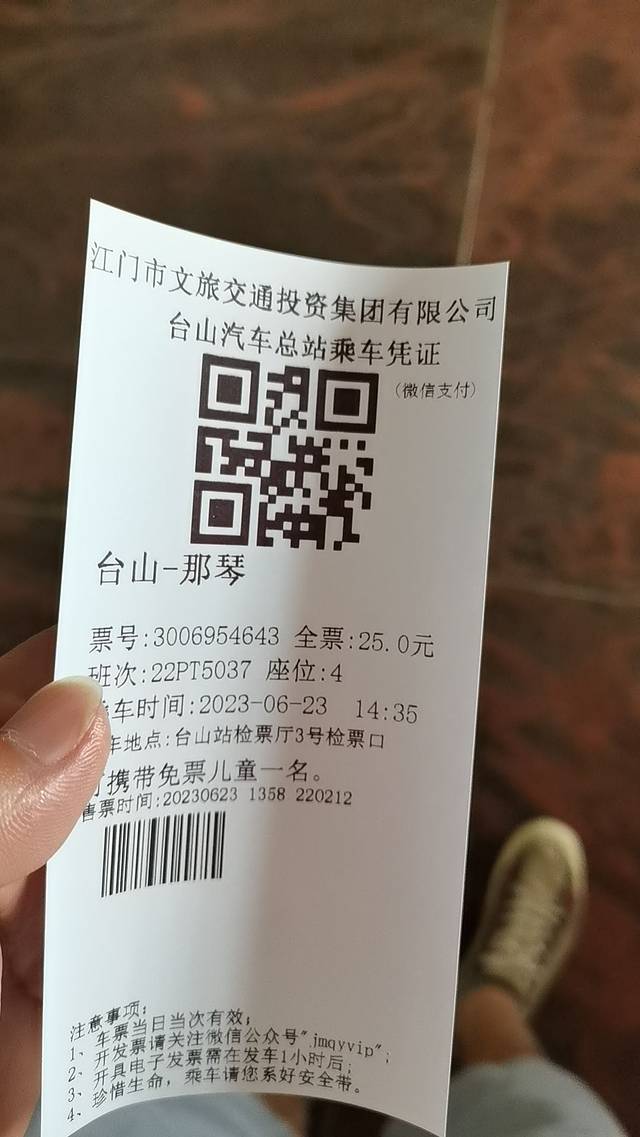 江门市文旅交通投资集团有限公司
台山汽车总站乘车凭证
(微信支付)
台山-那琴
票号:3006954643 全票:25.0元
班次:22PT5037 座位:4
车时间:2023-06-23 14:35
车地点:台山站检票厅3号检票口
携带免票儿童一名。
售票时间:20230623 1358 220212
注意事项:
1、车票当日当次有效;
2、开发票请关注微信公众号"jmqyvip";
3、开具电子发票需在发车1小时后;
4、珍惜生命,乘车请您系好安全带。